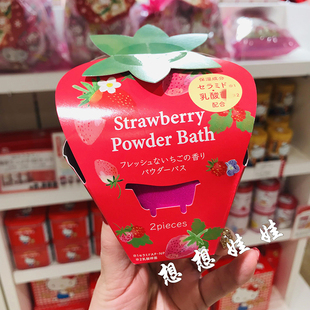 保湿成分
セラミド
乳酸
配合
Strawberry
Powder Bath
フレッシュないちごの香り
パウダーバス
2pieces
想想娃娃